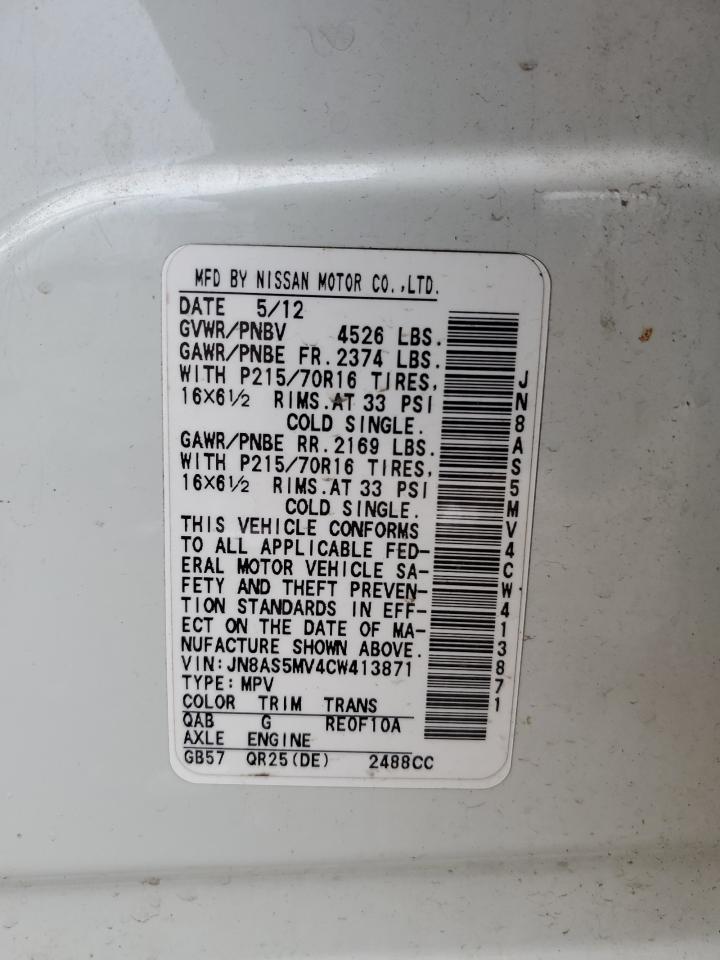 MFD BY NISSAN MOTOR CO.,LTD.
DATE 5/12
GVWR/PNBV 4526 LBS.
GAWR/PNBE FR. 2374 LBS.
WITH P215/70R16 TIRES,
16X6½ RIMS. AT 33 PSI
COLD SINGLE.
GAWR/PNBE RR. 2169 LBS.
WITH P215/70R16 TIRES,
16X6½ RIMS. AT 33 PSI
COLD SINGLE.
THIS VEHICLE CONFORMS
TO ALL APPLICABLE FED-
ERAL MOTOR VEHICLE SA-
FETY AND THEFT PREVEN-
TION STANDARDS IN EFF-
ECT ON THE DATE OF MA-
NUFACTURE SHOWN ABOVE.
VIN:JN8AS5MV4CW413871
TYPE:MPV
COLOR TRIM TRANS
QAB G RE0F10A
AXLE ENGINE
GB57 QR25(DE) 2488CC
JN8AS5MV4CW413871